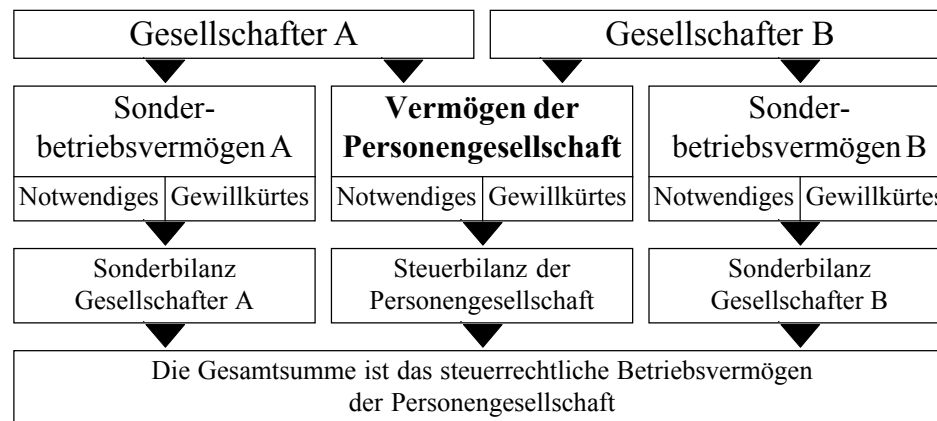 Gesellschafter A
Gesellschafter B
Sonder-
betriebsvermögen A
Vermögen der
Personengesellschaft
Sonder-
betriebsvermögen B
Notwendiges
Gewillkürtes
Notwendiges
Gewillkürtes
Notwendiges
Gewillkürtes
Sonderbilanz
Gesellschafter A
Steuerbilanz der
Personengesellschaft
Sonderbilanz
Gesellschafter B
Die Gesamtsumme ist das steuerrechtliche Betriebsvermögen
der Personengesellschaft